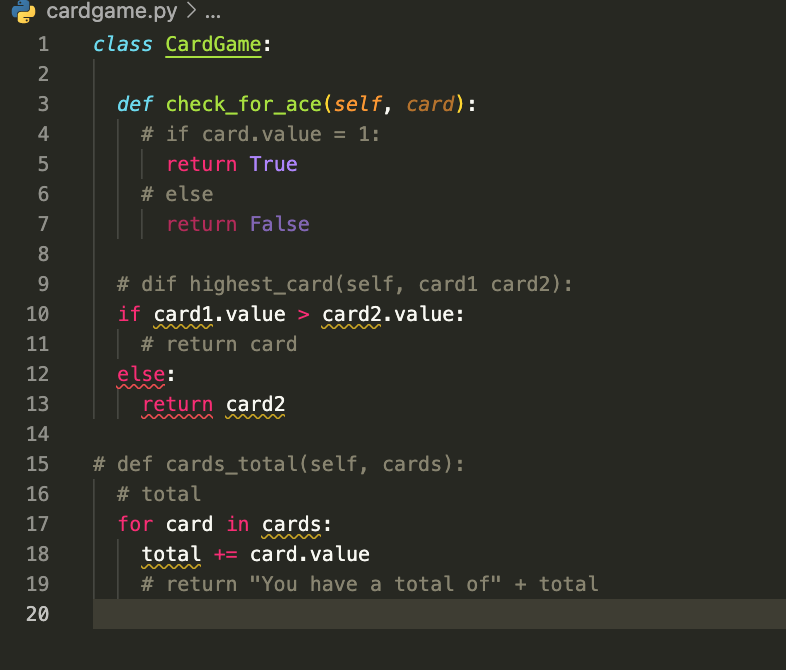 cardgame.py > ...
1 class CardGame:
2
3   def check_for_ace(self, card):
4     # if card.value = 1:
5       return True
6     # else
7       return False
8
9   # dif highest_card(self, card1 card2):
10   if card1.value > card2.value:
11     # return card
12   else:
13     return card2
14
15 # def cards_total(self, cards):
16   # total
17   for card in cards:
18     total += card.value
19     # return "You have a total of" + total
20